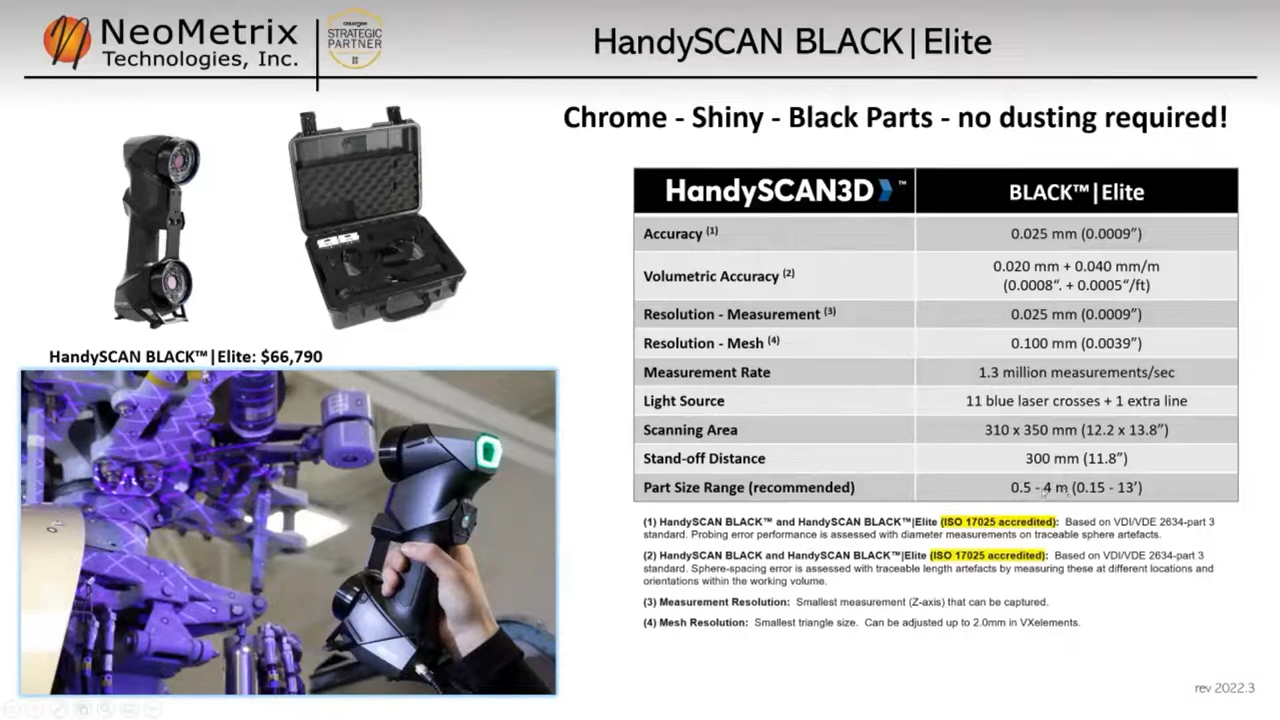 NeoMetrix
Technologies, Inc.
CREAFORM
STRATEGIC
PARTNER
HandySCAN BLACK|Elite
Chrome - Shiny - Black Parts - no dusting required!
HandySCAN3D™
BLACK™|Elite
Accuracy (1)
0.025 mm (0.0009”)
Volumetric Accuracy (2)
0.020 mm + 0.040 mm/m
(0.0008“. + 0.0005“/ft)
Resolution - Measurement (3)
0.025 mm (0.0009”)
Resolution - Mesh (4)
0.100 mm (0.0039”)
Measurement Rate
1.3 million measurements/sec
Light Source
11 blue laser crosses + 1 extra line
Scanning Area
310 x 350 mm (12.2 x 13.8”)
Stand-off Distance
300 mm (11.8”)
Part Size Range (recommended)
0.5 - 4 m (0.15 - 13’)
HandySCAN BLACK™|Elite: $66,790
(1) HandySCAN BLACK™ and HandySCAN BLACK™|Elite (ISO 17025 accredited): Based on VDI/VDE 2634-part 3
standard. Probing error performance is assessed with diameter measurements on traceable sphere artefacts.
(2) HandySCAN BLACK and HandySCAN BLACK™|Elite (ISO 17025 accredited): Based on VDI/VDE 2634-part 3
standard. Sphere-spacing error is assessed with traceable length artefacts by measuring these at different locations and
orientations within the working volume.
(3) Measurement Resolution: Smallest measurement (Z-axis) that can be captured.
(4) Mesh Resolution: Smallest triangle size. Can be adjusted up to 2.0mm in VXelements.
rev 2022.3